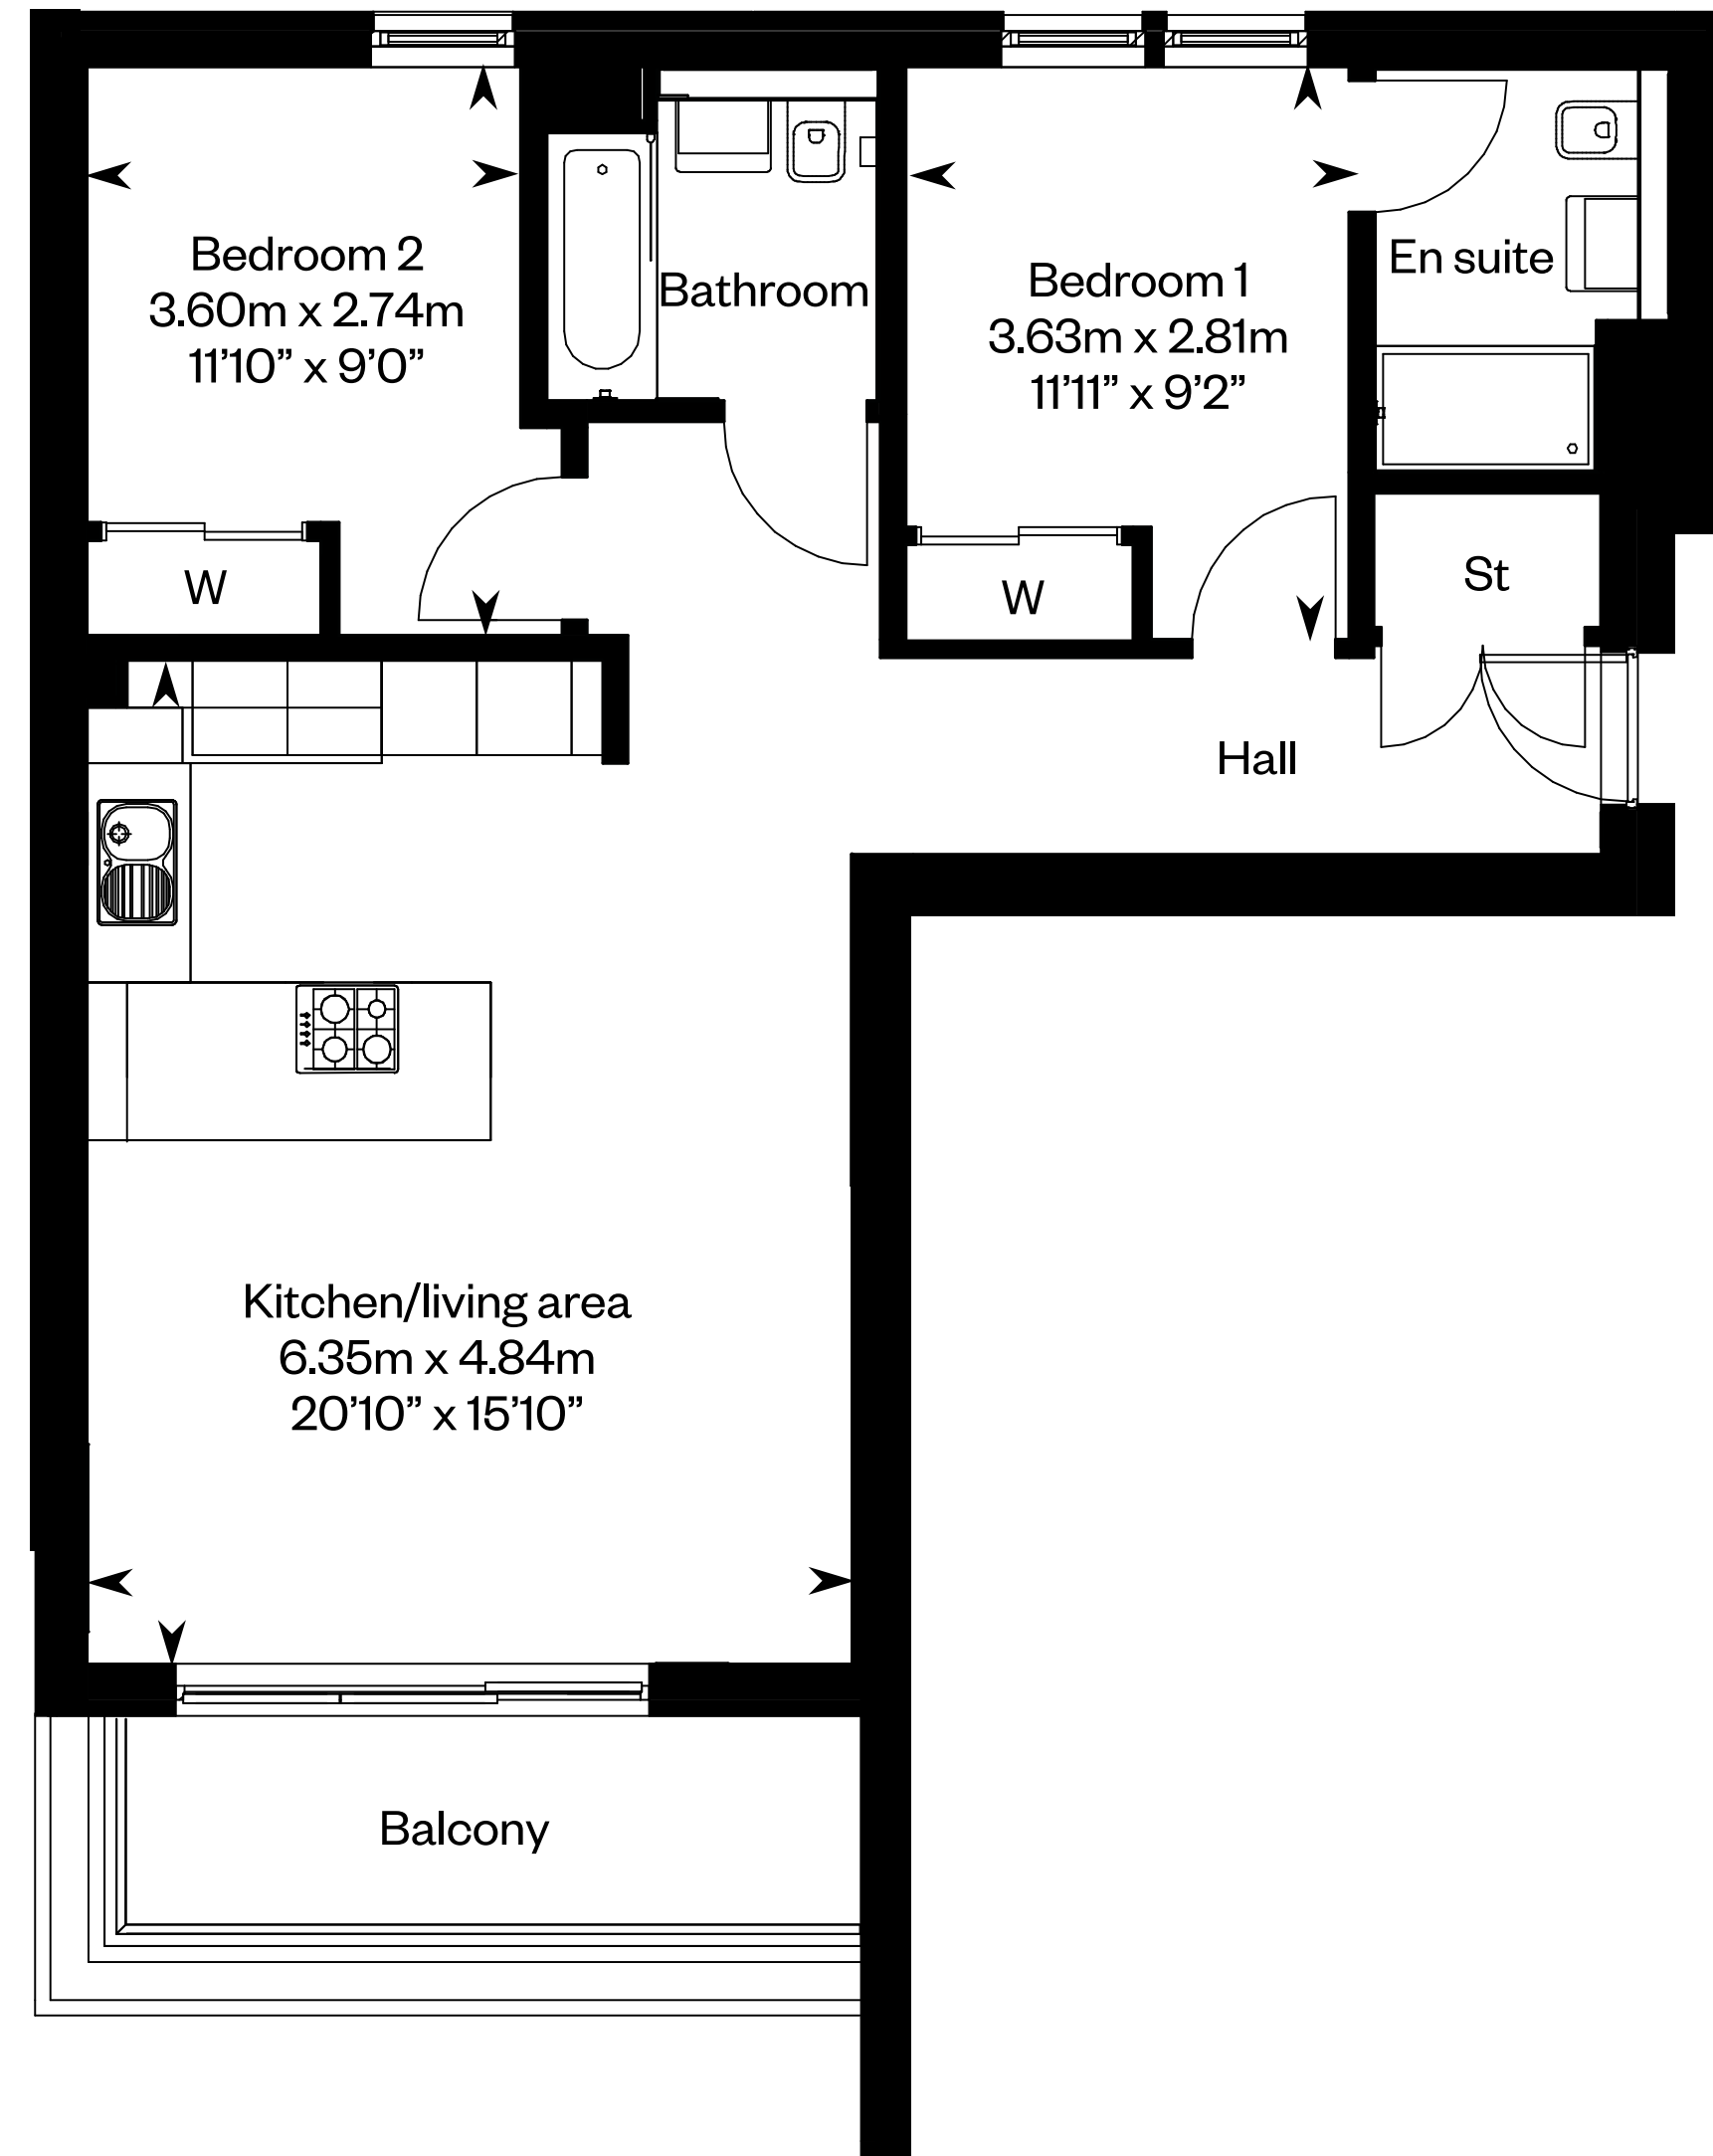 Bedroom 2
3.60m x 2.74m
11’10” x 9’0”
Bathroom
Bedroom 1
3.63m x 2.81m
11’11” x 9’2”
En suite
W
W
St
Hall
Kitchen/living area
6.35m x 4.84m
20’10” x 15’10”
Balcony